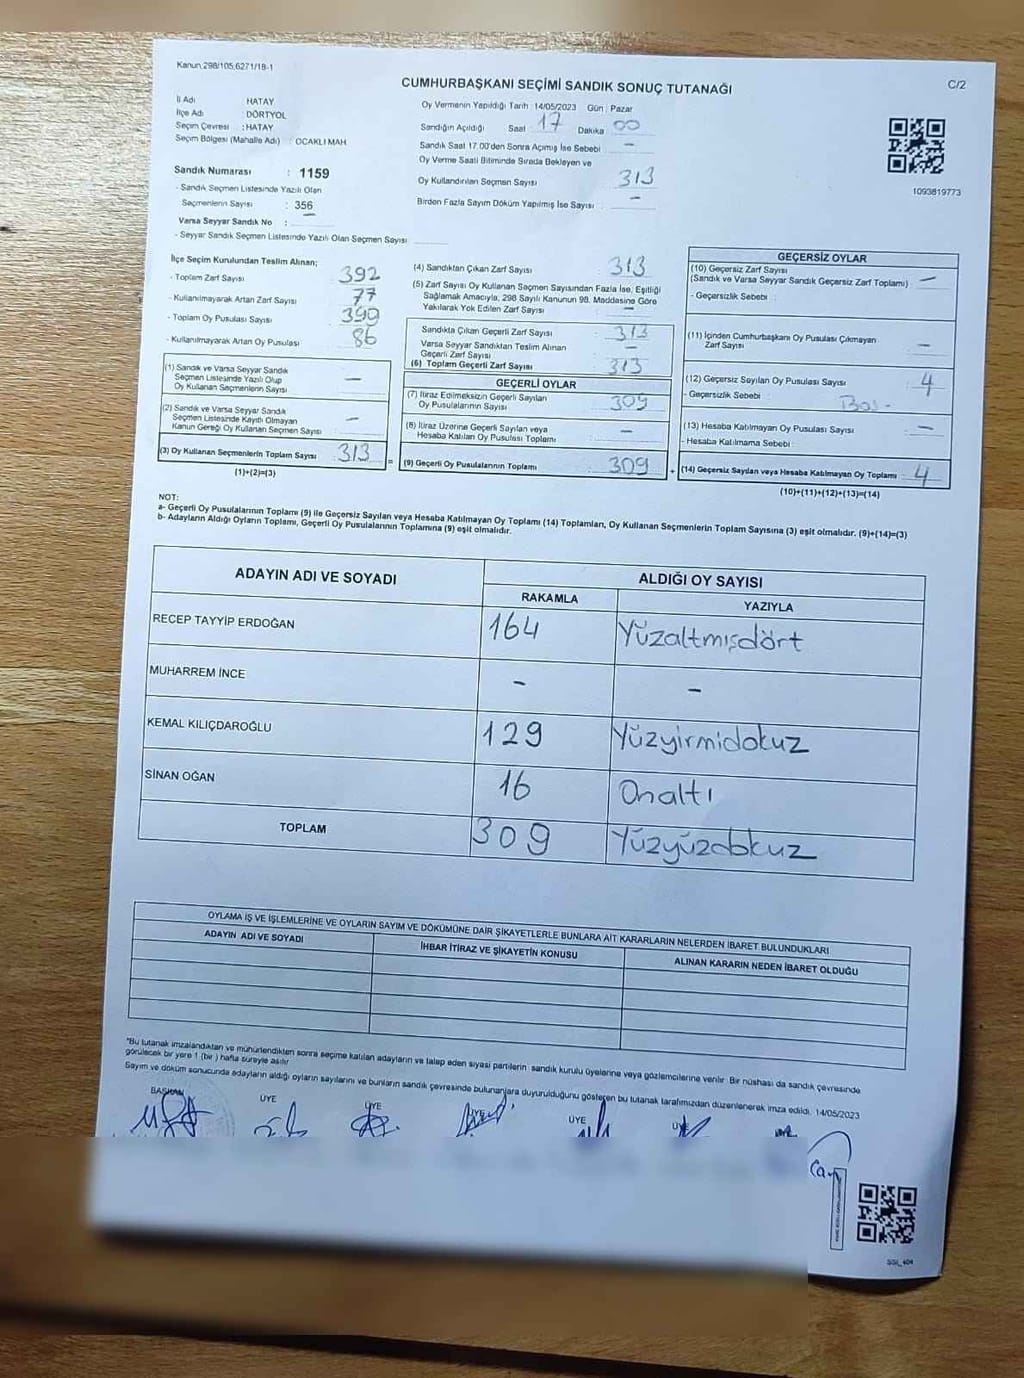 Kanun 298/105,6271/18-1
CUMHURBAŞKANI SEÇİMİ SANDIK SONUÇ TUTANAĞI
C/2
İl Adı HATAY
İlçe Adı : DÖRTYOL
Seçim Çevresi : HATAY
Seçim Bölgesi (Mahalle Adı) : OCAKLI MAH
Sandık Numarası : 1159
- Sandık Seçmen Listesinde Yazılı Olan
Seçmenlerin Sayısı : 356
Varsa Seyyar Sandık No : -
- Seyyar Sandık Seçmen Listesinde Yazılı Olan Seçmen Sayısı
Oy Vermenin Yapıldığı Tarih : 14/05/2023 Gün : Pazar
Sandığın Açıldığı Saat 17 Dakika 00
Sandık Saat 17.00'den Sonra Açımış İse Sebebi -
Oy Verme Saati Bitiminde Sırada Bekleyen ve
Oy Kullandırılan Seçmen Sayısı 313
Birden Fazla Sayım Döküm Yapılmış İse Sayısı : -
1093819773
İlçe Seçim Kurulundan Teslim Alınan;
- Toplam Zarf Sayısı 392
- Kullanılmayarak Artan Zarf Sayısı 77
- Toplam Oy Pusulası Sayısı 399
- Kullanılmayarak Artan Oy Pusulası 86
(1) Sandık ve Varsa Seyyar Sandık
Seçmen Listesinde Yazılı Olup
Oy Kullanan Seçmenlerin Sayısı -
(2) Sandık ve Varsa Seyyar Sandık
Seçmen Listesinde Kayıtlı Olmayan
Kanun Gereği Oy Kullanan Seçmen Sayısı -
(3) Oy Kullanan Seçmenlerin Toplam Sayısı 313
(1)+(2)=(3)
(4) Sandıktan Çıkan Zarf Sayısı 313
(5) Zarf Sayısı Oy Kullanan Seçmen Sayısından Fazla İse, Eşitliği
Sağlamak Amacıyla, 298 Sayılı Kanunun 98. Maddesine Göre
Yakılarak Yok Edilen Zarf Sayısı -
Sandıkta Çıkan Geçerli Zarf Sayısı 313
Varsa Seyyar Sandıktan Teslim Alınan
Geçerli Zarf Sayısı -
(6) Toplam Geçerli Zarf Sayısı 313
GEÇERLİ OYLAR
(7) İtiraz Edilmeksizin Geçerli Sayılan
Oy Pusulalarının Sayısı 309
(8) İtiraz Üzerine Geçerli Sayılan veya
Hesaba Katılan Oy Pusulası Toplamı -
(9) Geçerli Oy Pusulalarının Toplamı 309
GEÇERSİZ OYLAR
(10) Geçersiz Zarf Sayısı
(Sandık ve Varsa Seyyar Sandık Geçersiz Zarf Toplamı) -
- Geçersizlik Sebebi
(11) İçinden Cumhurbaşkanı Oy Pusulası Çıkmayan
Zarf Sayısı -
(12) Geçersiz Sayılan Oy Pusulası Sayısı 4
- Geçersizlik Sebebi :
(13) Hesaba Katılmayan Oy Pusulası Sayısı -
- Hesaba Katılmama Sebebi
(14) Geçersiz Sayılan veya Hesaba Katılmayan Oy Toplamı 4
(10)+(11)+(12)+(13)=(14)
NOT:
a- Geçerli Oy Pusulalarının Toplamı (9) ile Geçersiz Sayılan veya Hesaba Katılmayan Oy Toplamı (14) Toplamları, Oy Kullanan Seçmenlerin Toplam Sayısına (3) eşit olmalıdır. (9)+(14)=(3)
b- Adayların Aldığı Oyların Toplamı, Geçerli Oy Pusulalarının Toplamına (9) eşit olmalıdır.
ADAYIN ADI VE SOYADI ALDIĞI OY SAYISI
RAKAMLA YAZIYLA
RECEP TAYYİP ERDOĞAN 164 Yüzaltmışdört
MUHARREM İNCE - -
KEMAL KILIÇDAROĞLU 129 Yüzyirmidokuz
SİNAN OĞAN 16 Onaltı
TOPLAM 309 Yüzyüzdokuz
OYLAMA İŞ VE İŞLEMLERİNE VE OYLARIN SAYIM VE DÖKÜMÜNE DAİR ŞİKAYETLERLE BUNLARA AİT KARARLARIN NELERDEN İBARET BULUNDUKLARI
ADAYIN ADI VE SOYADI İHBAR İTİRAZ VE ŞİKAYETİN KONUSU ALINAN KARARIN NEDEN İBARET OLDUĞU
"Bu tutanak imzalandıktan ve mühürlendikten sonra seçime katılan adayların ve talep eden siyasi partilerin sandık kurulu üyelerine veya gözlemcilerine verilir. Bir nüshası da sandık çevresinde
görülecek bir yere 1 (bir) hafta süreyle asılır
Sayım ve döküm sonucunda adayların aldığı oyların sayılarını ve bunların sandık çevresinde bulunanlara duyurulduğunu gösteren bu tutanak tarafımızdan düzenlenerek imza edildi. 14/05/2023
BAŞKAN ÜYE ÜYE ÜYE ÜYE ÜYE